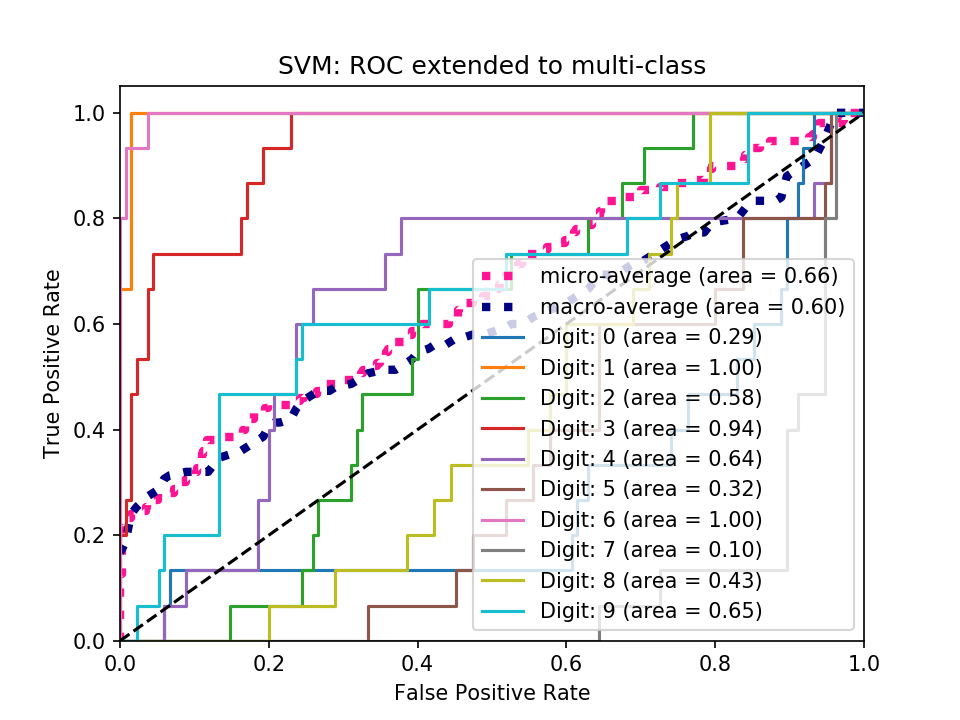 SVM: ROC extended to multi-class
1.0
0.8
0.6
0.4
0.2
0.0
True Positive Rate
micro-average (area = 0.66)
macro-average (area = 0.60)
Digit: 0 (area = 0.29)
Digit: 1 (area = 1.00)
Digit: 2 (area = 0.58)
Digit: 3 (area = 0.94)
Digit: 4 (area = 0.64)
Digit: 5 (area = 0.32)
Digit: 6 (area = 1.00)
Digit: 7 (area = 0.10)
Digit: 8 (area = 0.43)
Digit: 9 (area = 0.65)
0.0 0.2 0.4 0.6 0.8 1.0
False Positive Rate